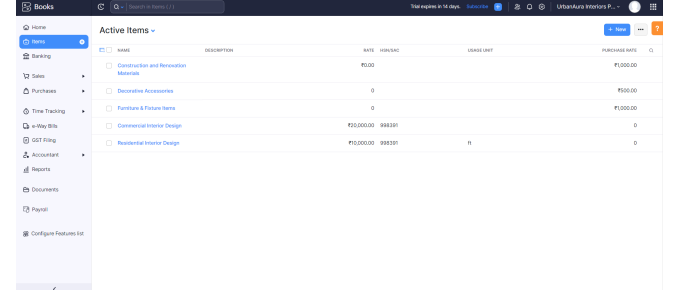 Books
Search in Items ( / )
Trial expires in 14 days.
Subscribe
UrbanAura Interiors P...
Home
Items
Banking
Sales
Purchases
Time Tracking
e-Way Bills
GST Filing
Accountant
Reports
Documents
Payroll
Configure Features list
Active Items
+ New
?
NAME DESCRIPTION RATE HSN/SAC USAGE UNIT PURCHASE RATE
Construction and Renovation ₹0.00 ₹1,000.00
Materials
Decorative Accessories 0 ₹500.00
Furniture & Fixture Items 0 ₹1,000.00
Commercial Interior Design ₹20,000.00 998391 0
Residential Interior Design ₹10,000.00 998391 ft 0